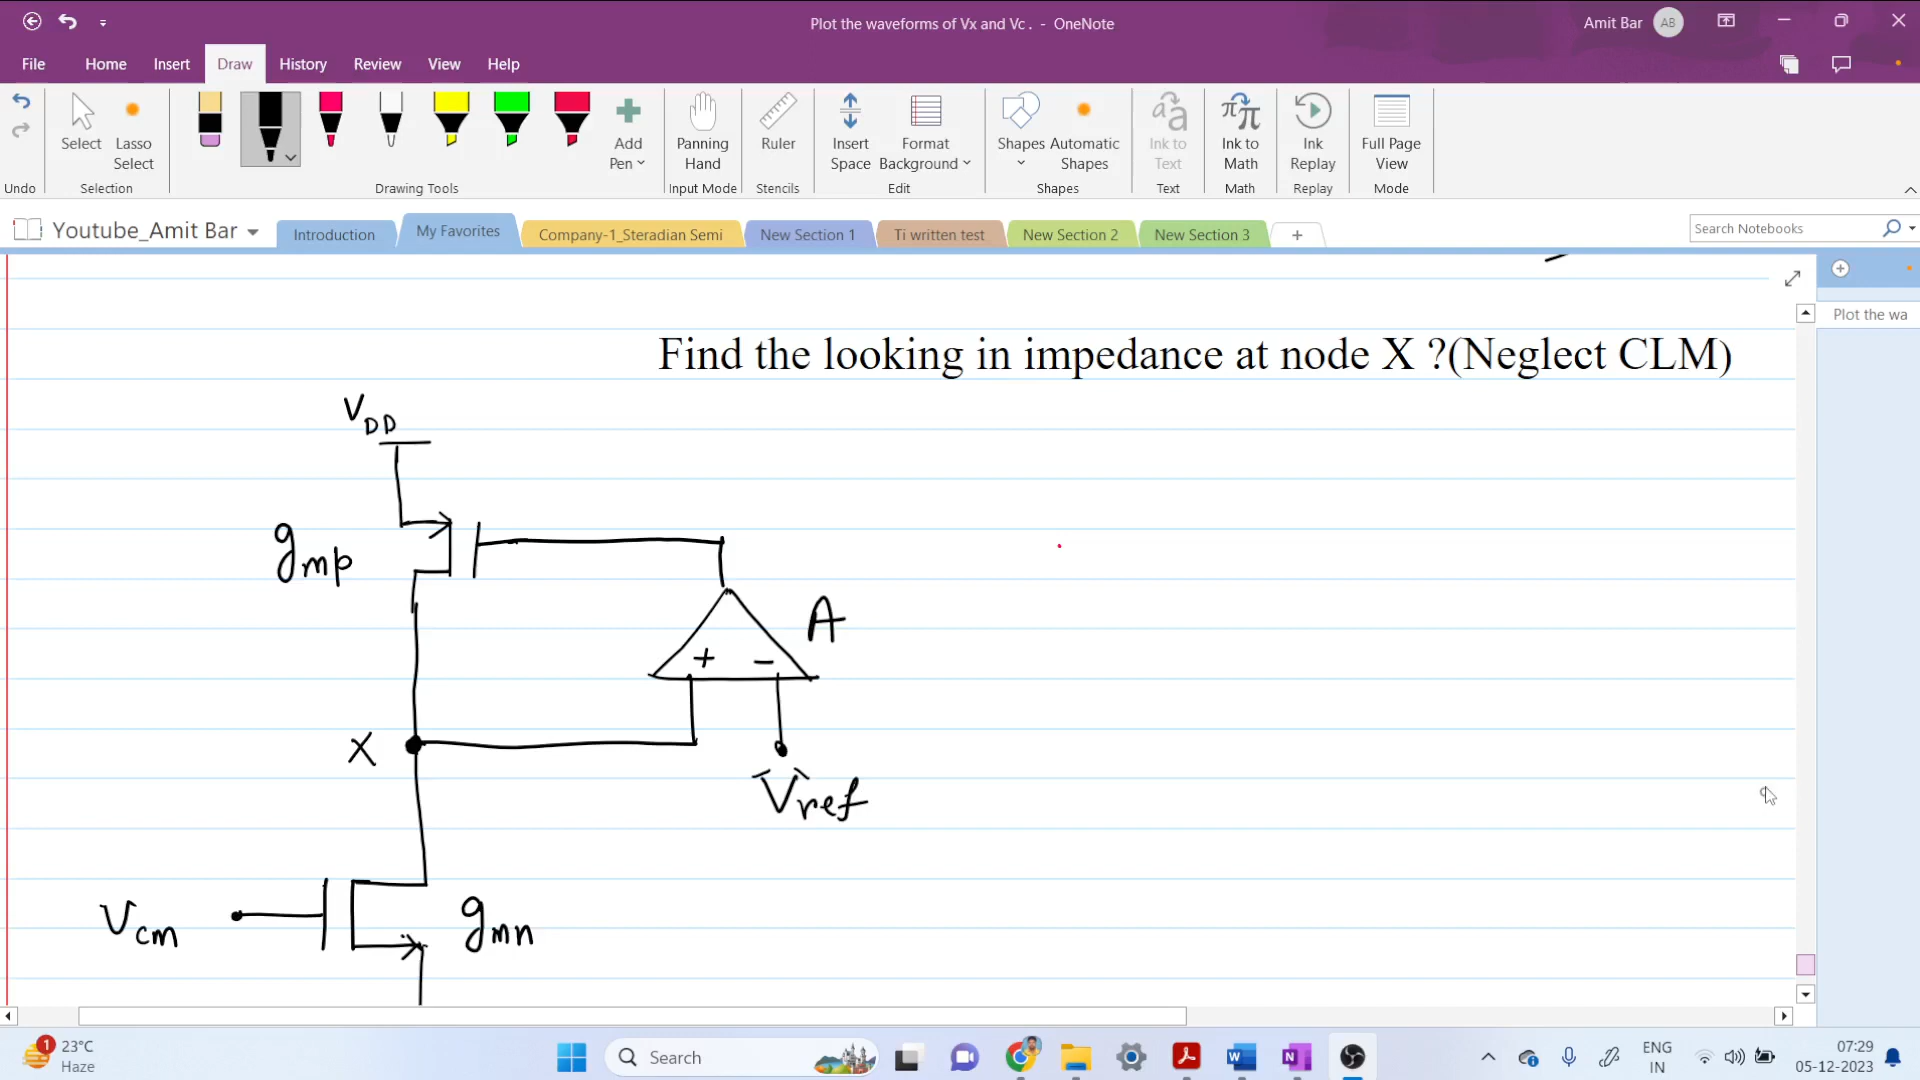 Plot the waveforms of Vx and Vc . - OneNote
Amit Bar
AB
File
Home
Insert
Draw
History
Review
View
Help
Select
Lasso
Select
Add
Pen
Panning
Hand
Ruler
Insert
Space
Format
Background
Shapes
Automatic
Shapes
Ink to
Text
Ink to
Math
Ink
Replay
Full Page
View
Undo
Selection
Drawing Tools
Input Mode
Stencils
Edit
Shapes
Text
Math
Replay
Mode
Youtube_Amit Bar
Introduction
My Favorites
Company-1_Steradian Semi
New Section 1
Ti written test
New Section 2
New Section 3
+
Search Notebooks
Plot the wa
Find the looking in impedance at node X ?(Neglect CLM)
VDD
gmp
A
+ −
X
Vref
Vcm
gmn
1
23°C
Haze
Search
ENG
IN
07:29
05-12-2023